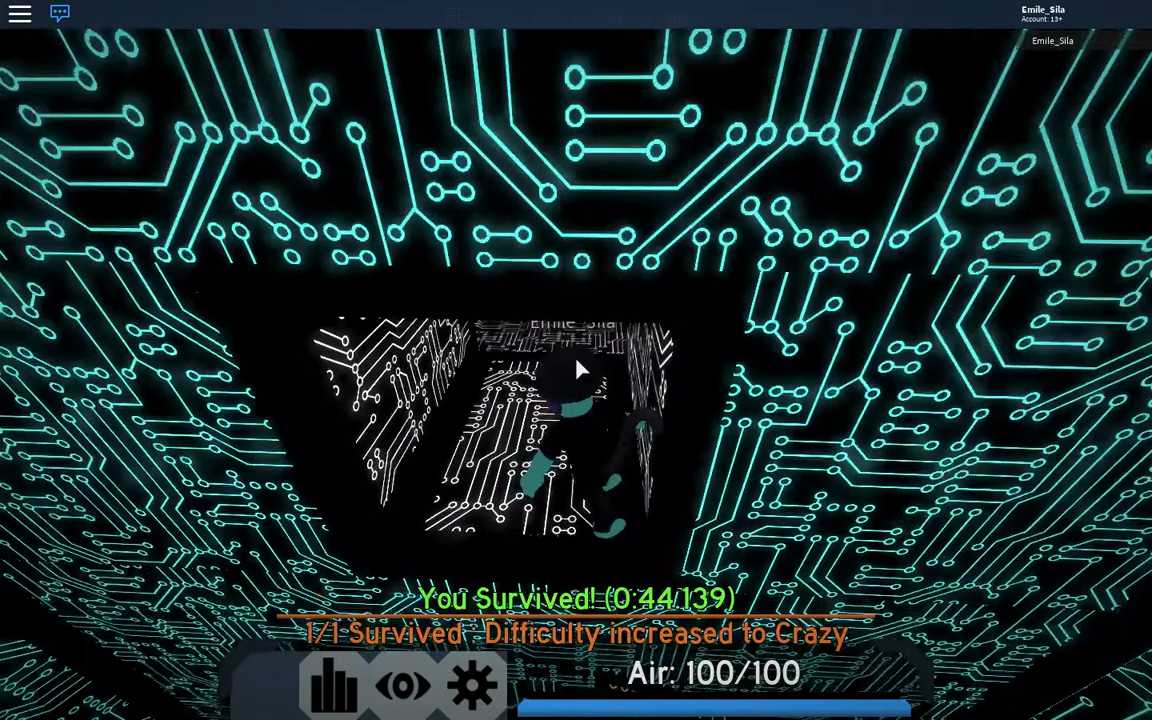 Emile_Sila
Account: 13+
Emile_Sila
Emile_Sila
You Survived! (0:44.139)
1/1 Survived - Difficulty increased to Crazy
Air: 100/100